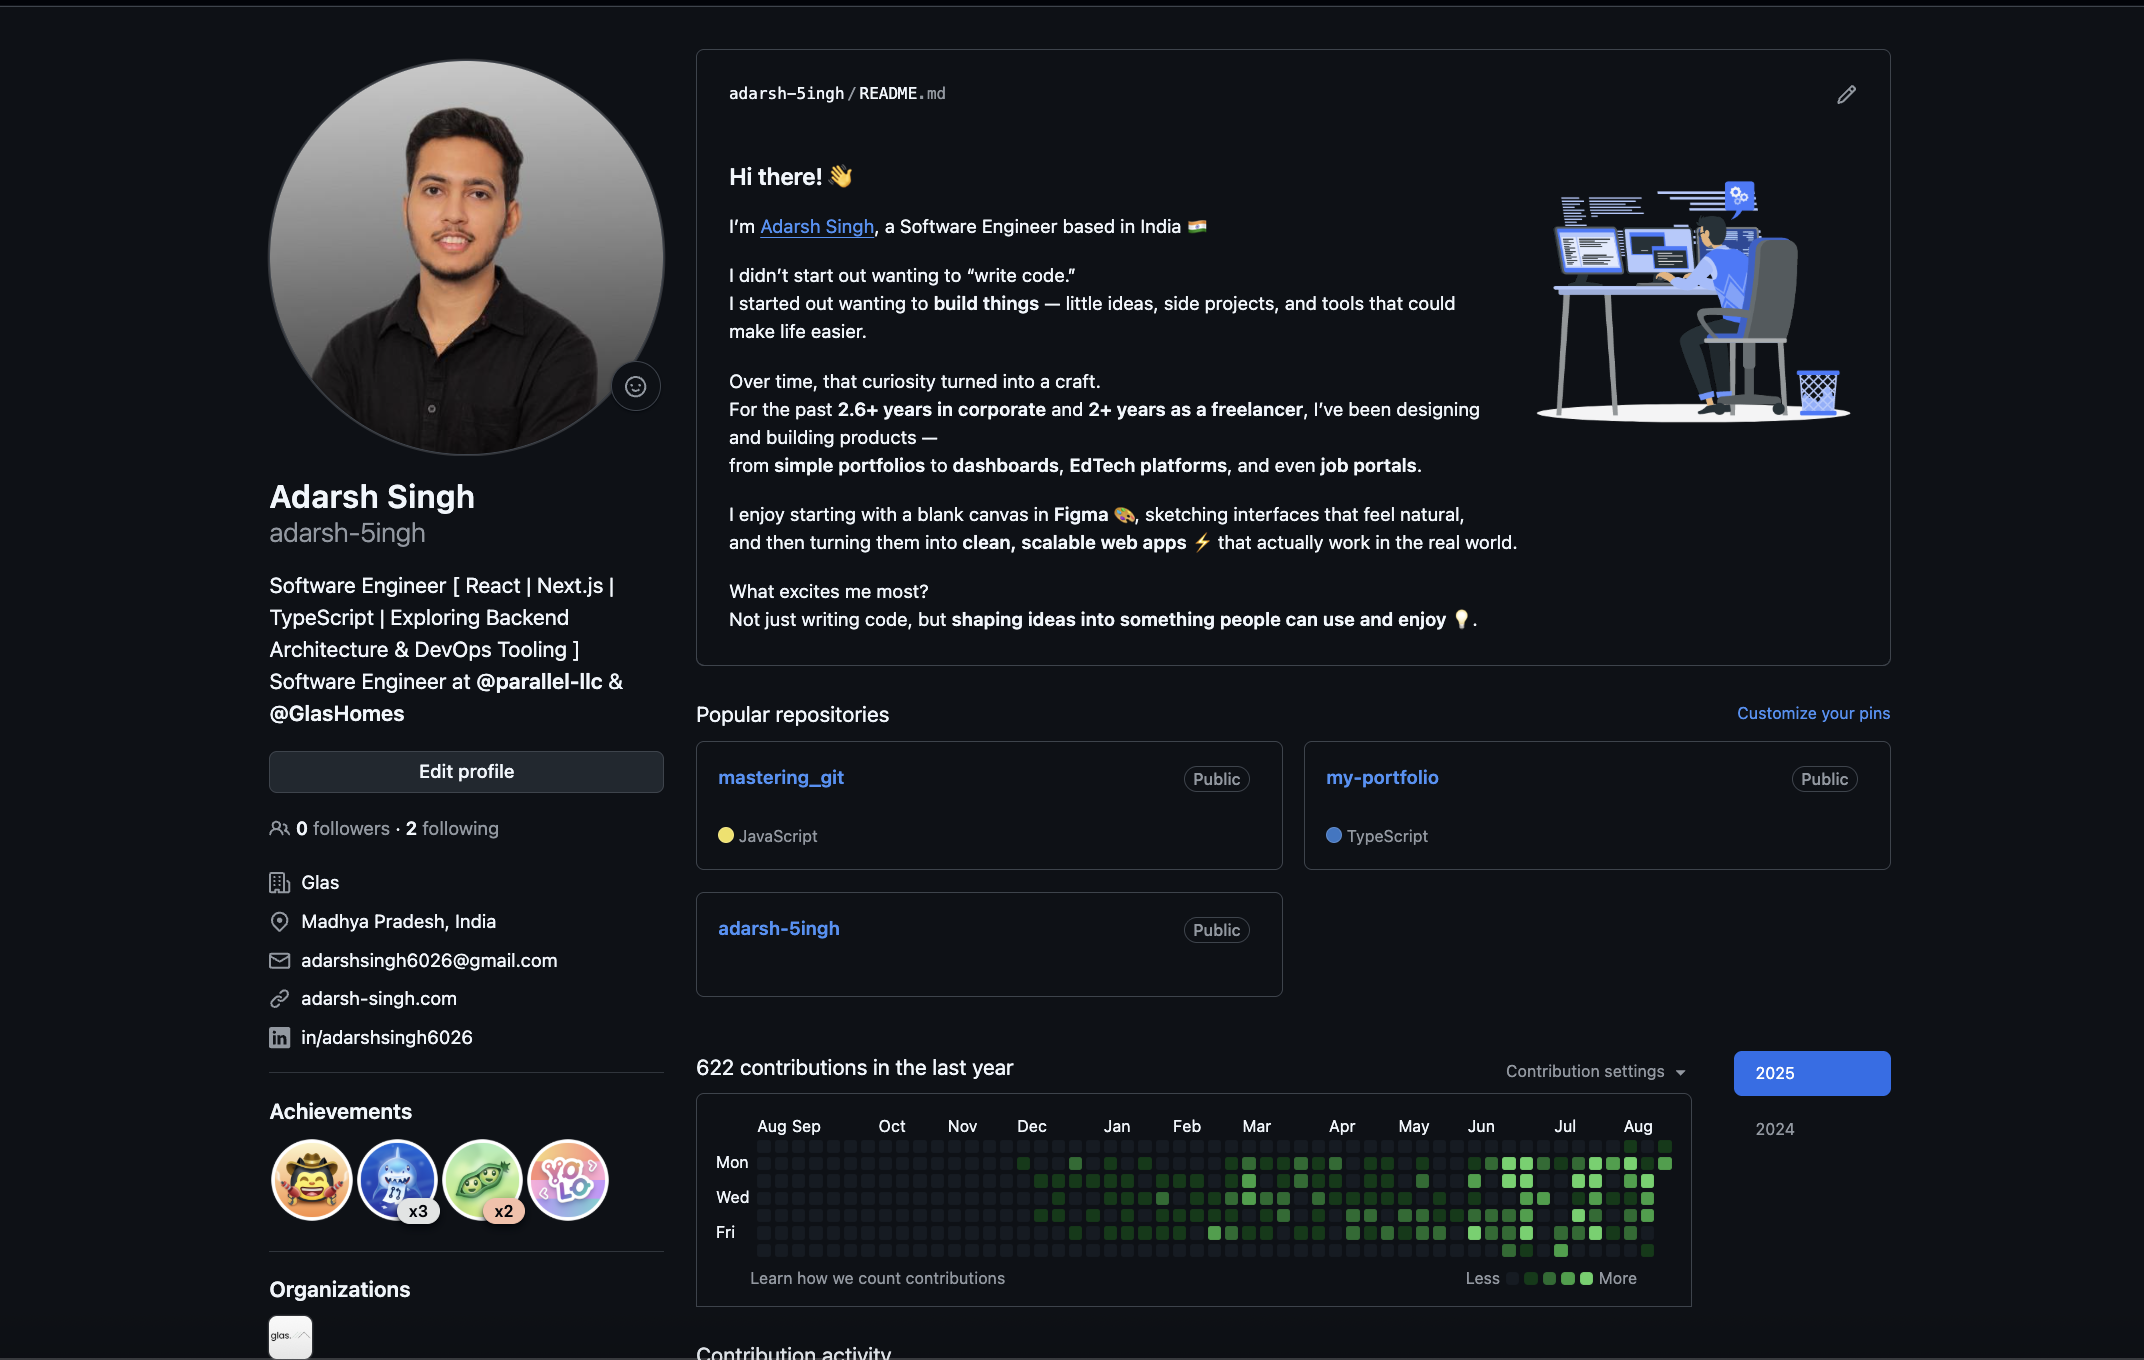 Adarsh Singh
adarsh-5ingh
Software Engineer [ React | Next.js |
TypeScript | Exploring Backend
Architecture & DevOps Tooling ]
Software Engineer at @parallel-llc &
@GlasHomes
Edit profile
0 followers · 2 following
Glas
Madhya Pradesh, India
adarshsingh6026@gmail.com
adarsh-singh.com
in/adarshsingh6026
Achievements
x3
x2
YOLO
Organizations
glas.
adarsh-5ingh/README.md
Hi there! 👋
I’m Adarsh Singh, a Software Engineer based in India 🇮🇳
I didn’t start out wanting to “write code.”
I started out wanting to build things — little ideas, side projects, and tools that could
make life easier.
Over time, that curiosity turned into a craft.
For the past 2.6+ years in corporate and 2+ years as a freelancer, I’ve been designing
and building products —
from simple portfolios to dashboards, EdTech platforms, and even job portals.
I enjoy starting with a blank canvas in Figma 🎨, sketching interfaces that feel natural,
and then turning them into clean, scalable web apps ⚡ that actually work in the real world.
What excites me most?
Not just writing code, but shaping ideas into something people can use and enjoy 💡.
Popular repositories
Customize your pins
mastering_git
Public
JavaScript
my-portfolio
Public
TypeScript
adarsh-5ingh
Public
622 contributions in the last year
Contribution settings
2025
2024
Aug Sep Oct Nov Dec Jan Feb Mar Apr May Jun Jul Aug
Mon
Wed
Fri
Learn how we count contributions
Less
More
Contribution activity